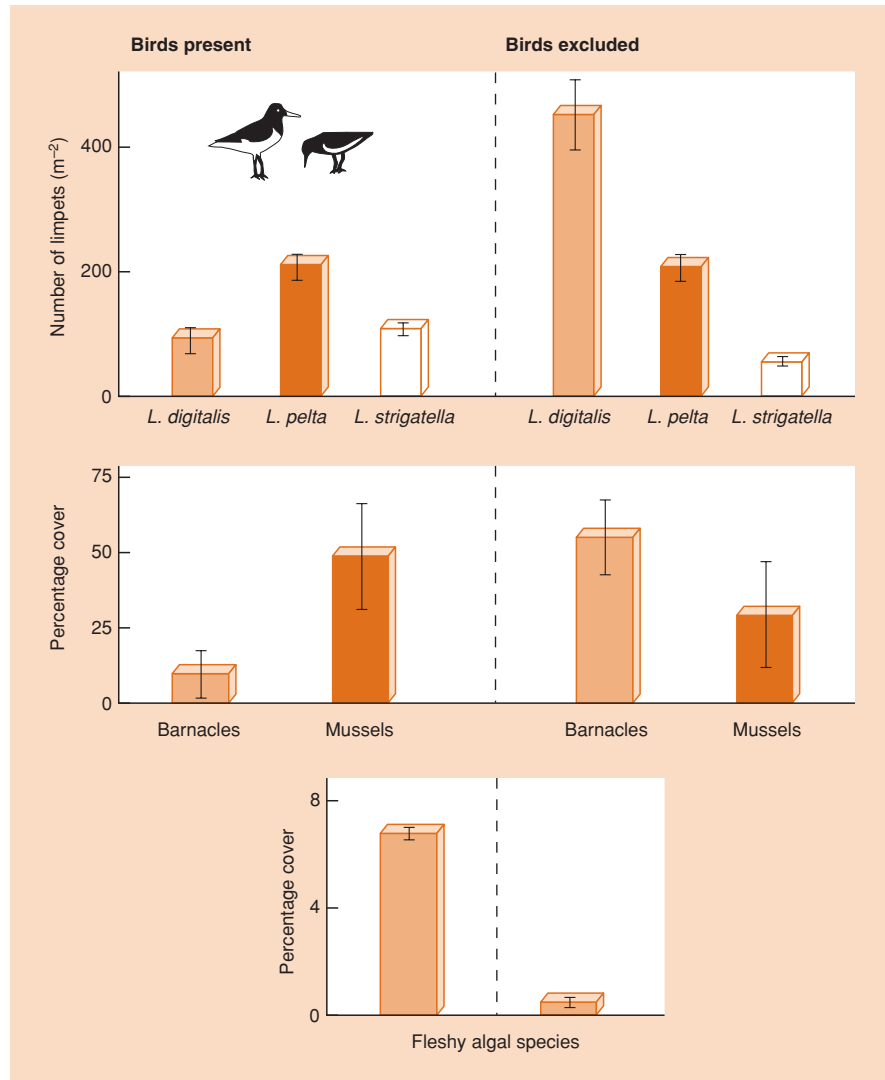 Birds present
Birds excluded
Number of limpets (m⁻²)
400
200
0
L. digitalis
L. pelta
L. strigatella
L. digitalis
L. pelta
L. strigatella
Percentage cover
75
50
25
0
Barnacles
Mussels
Barnacles
Mussels
Percentage cover
8
4
0
Fleshy algal species